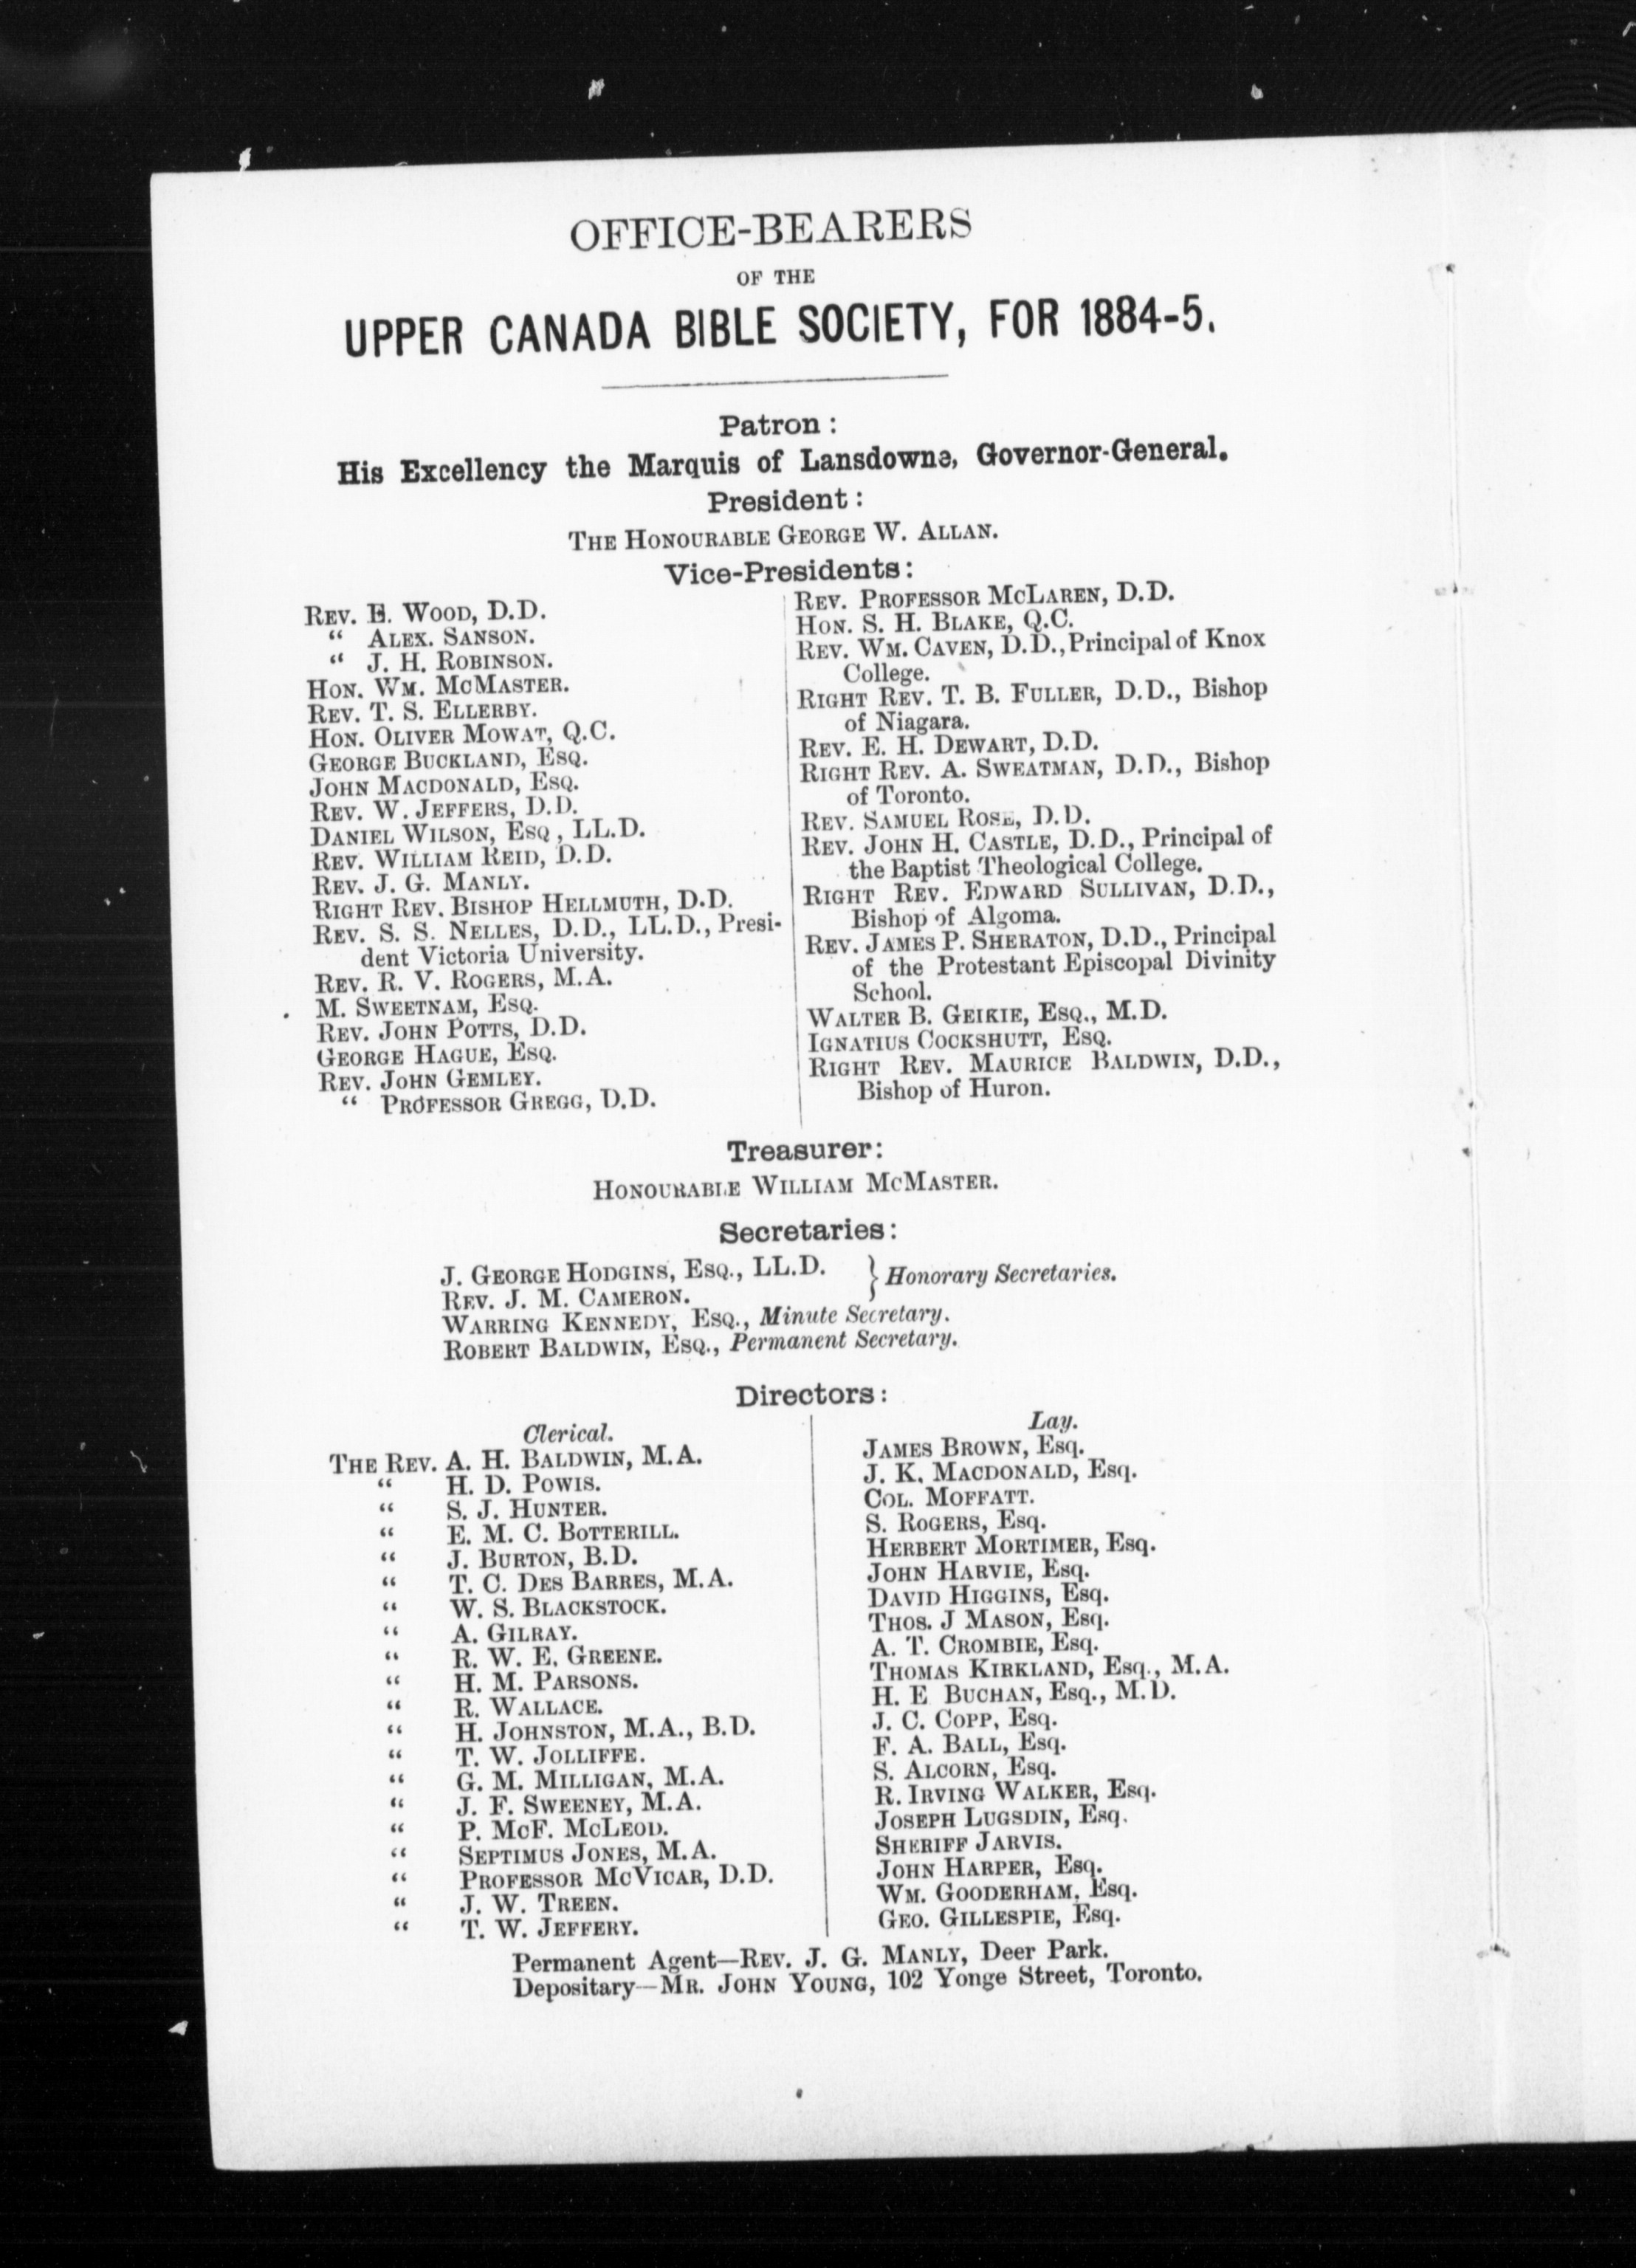 OFFICE-BEARERS
OF THE
UPPER CANADA BIBLE SOCIETY, FOR 1884-5.
Patron:
His Excellency the Marquis of Lansdowne, Governor-General.
President:
THE HONOURABLE GEORGE W. ALLAN.
Vice-Presidents:
REV. E. WOOD, D.D.
“ ALEX. SANSON.
“ J. H. ROBINSON.
HON. WM. MCMASTER.
REV. T. S. ELLERBY.
HON. OLIVER MOWAT, Q.C.
GEORGE BUCKLAND, ESQ.
JOHN MACDONALD, ESQ.
REV. W. JEFFERS, D.D.
DANIEL WILSON, ESQ, LL.D.
REV. WILLIAM REID, D.D.
REV. J. G. MANLY.
RIGHT REV. BISHOP HELLMUTH, D.D.
REV. S. S. NELLES, D.D., LL.D., Presi-
dent Victoria University.
REV. R. V. ROGERS, M.A.
M. SWEETNAM, ESQ.
REV. JOHN POTTS, D.D.
GEORGE HAGUE, ESQ.
REV. JOHN GEMLEY.
“ PROFESSOR GREGG, D.D.
REV. PROFESSOR MCLAREN, D.D.
HON. S. H. BLAKE, Q.C.
REV. WM. CAVEN, D.D., Principal of Knox
College.
RIGHT REV. T. B. FULLER, D.D., Bishop
of Niagara.
REV. E. H. DEWART, D.D.
RIGHT REV. A. SWEATMAN, D.D., Bishop
of Toronto.
REV. SAMUEL ROSE, D.D.
REV. JOHN H. CASTLE, D.D., Principal of
the Baptist Theological College.
RIGHT REV. EDWARD SULLIVAN, D.D.,
Bishop of Algoma.
REV. JAMES P. SHERATON, D.D., Principal
of the Protestant Episcopal Divinity
School.
WALTER B. GEIKIE, ESQ., M.D.
IGNATIUS COCKSHUTT, ESQ.
RIGHT REV. MAURICE BALDWIN, D.D.,
Bishop of Huron.
Treasurer:
HONOURABLE WILLIAM MCMASTER.
Secretaries:
J. GEORGE HODGINS, ESQ., LL.D. } Honorary Secretaries.
REV. J. M. CAMERON.
WARRING KENNEDY, ESQ., Minute Secretary.
ROBERT BALDWIN, ESQ., Permanent Secretary.
Directors:
Clerical.
THE REV. A. H. BALDWIN, M.A.
“ H. D. POWIS.
“ S. J. HUNTER.
“ E. M. C. BOTTERILL.
“ J. BURTON, B.D.
“ T. C. DES BARRES, M.A.
“ W. S. BLACKSTOCK.
“ A. GILRAY.
“ R. W. E. GREENE.
“ H. M. PARSONS.
“ R. WALLACE.
“ H. JOHNSTON, M.A., B.D.
“ T. W. JOLLIFFE.
“ G. M. MILLIGAN, M.A.
“ J. F. SWEENEY, M.A.
“ P. MCF. MCLEOD.
“ SEPTIMUS JONES, M.A.
“ PROFESSOR MCVICAR, D.D.
“ J. W. TREEN.
“ T. W. JEFFERY.
Lay.
JAMES BROWN, Esq.
J. K. MACDONALD, Esq.
COL. MOFFATT.
S. ROGERS, Esq.
HERBERT MORTIMER, Esq.
JOHN HARVIE, Esq.
DAVID HIGGINS, Esq.
THOS. J MASON, Esq.
A. T. CROMBIE, Esq.
THOMAS KIRKLAND, Esq., M.A.
H. E BUCHAN, Esq., M.D.
J. C. COPP, Esq.
F. A. BALL, Esq.
S. ALCORN, Esq.
R. IRVING WALKER, Esq.
JOSEPH LUGSDIN, Esq.
SHERIFF JARVIS.
JOHN HARPER, Esq.
WM. GOODERHAM, Esq.
GEO. GILLESPIE, Esq.
Permanent Agent—REV. J. G. MANLY, Deer Park.
Depositary—MR. JOHN YOUNG, 102 Yonge Street, Toronto.